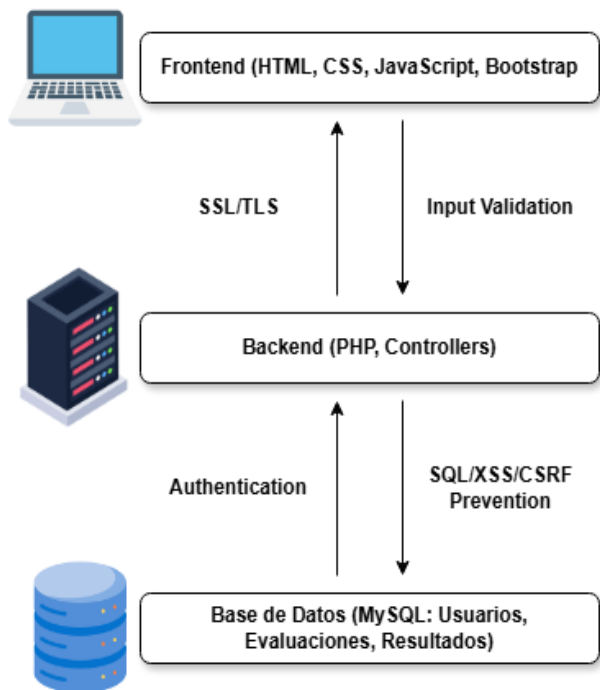 Frontend (HTML, CSS, JavaScript, Bootstrap
SSL/TLS
Input Validation
Backend (PHP, Controllers)
Authentication
SQL/XSS/CSRF
Prevention
Base de Datos (MySQL: Usuarios,
Evaluaciones, Resultados)